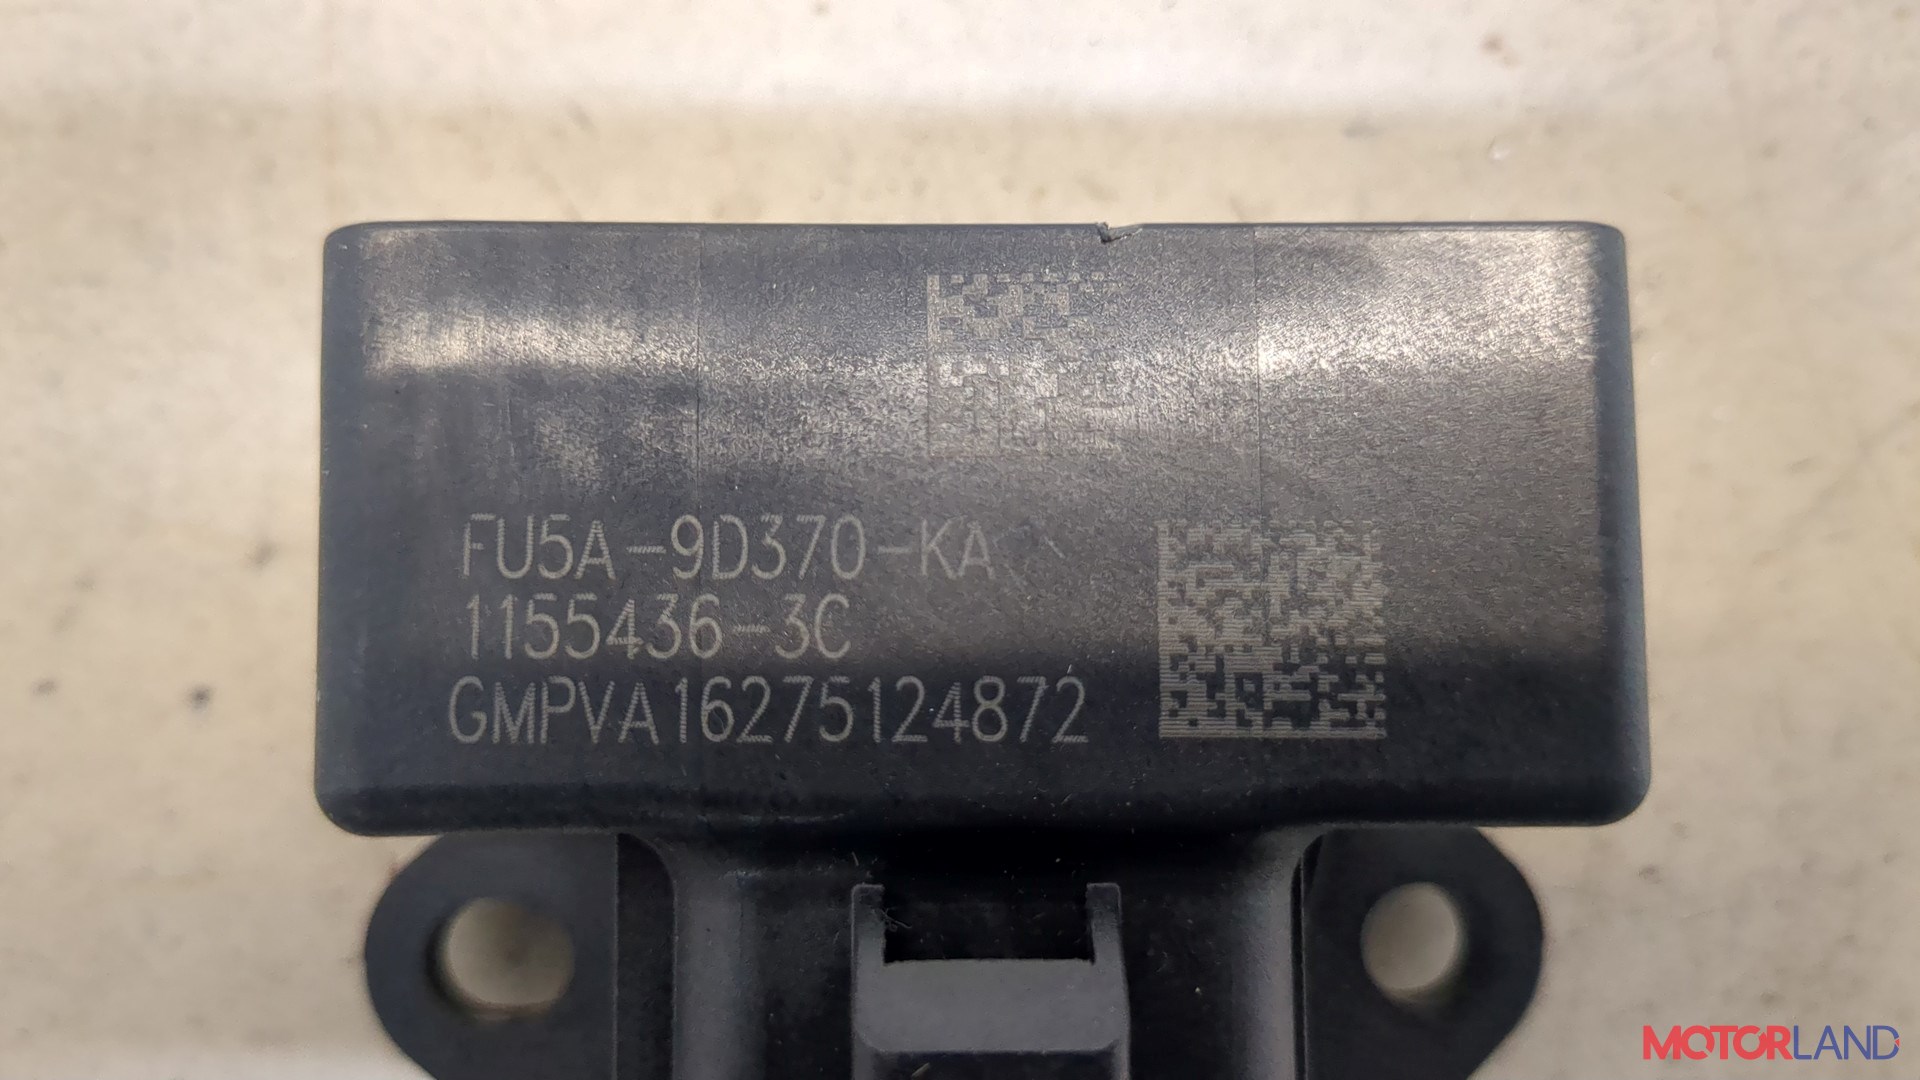 FU5A-9D370-KA
1155436-3C
GMPVA16275124872
MOTORLAND